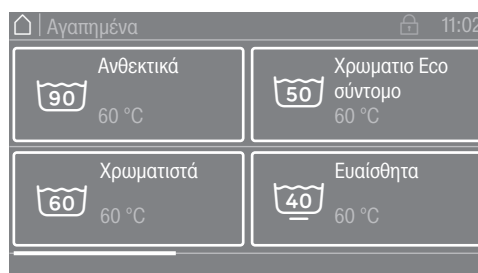 Αγαπημένα 11:02
Ανθεκτικά
90
60 °C
Χρωματισ Eco
σύντομο
50
60 °C
Χρωματιστά
60
60 °C
Ευαίσθητα
40
60 °C